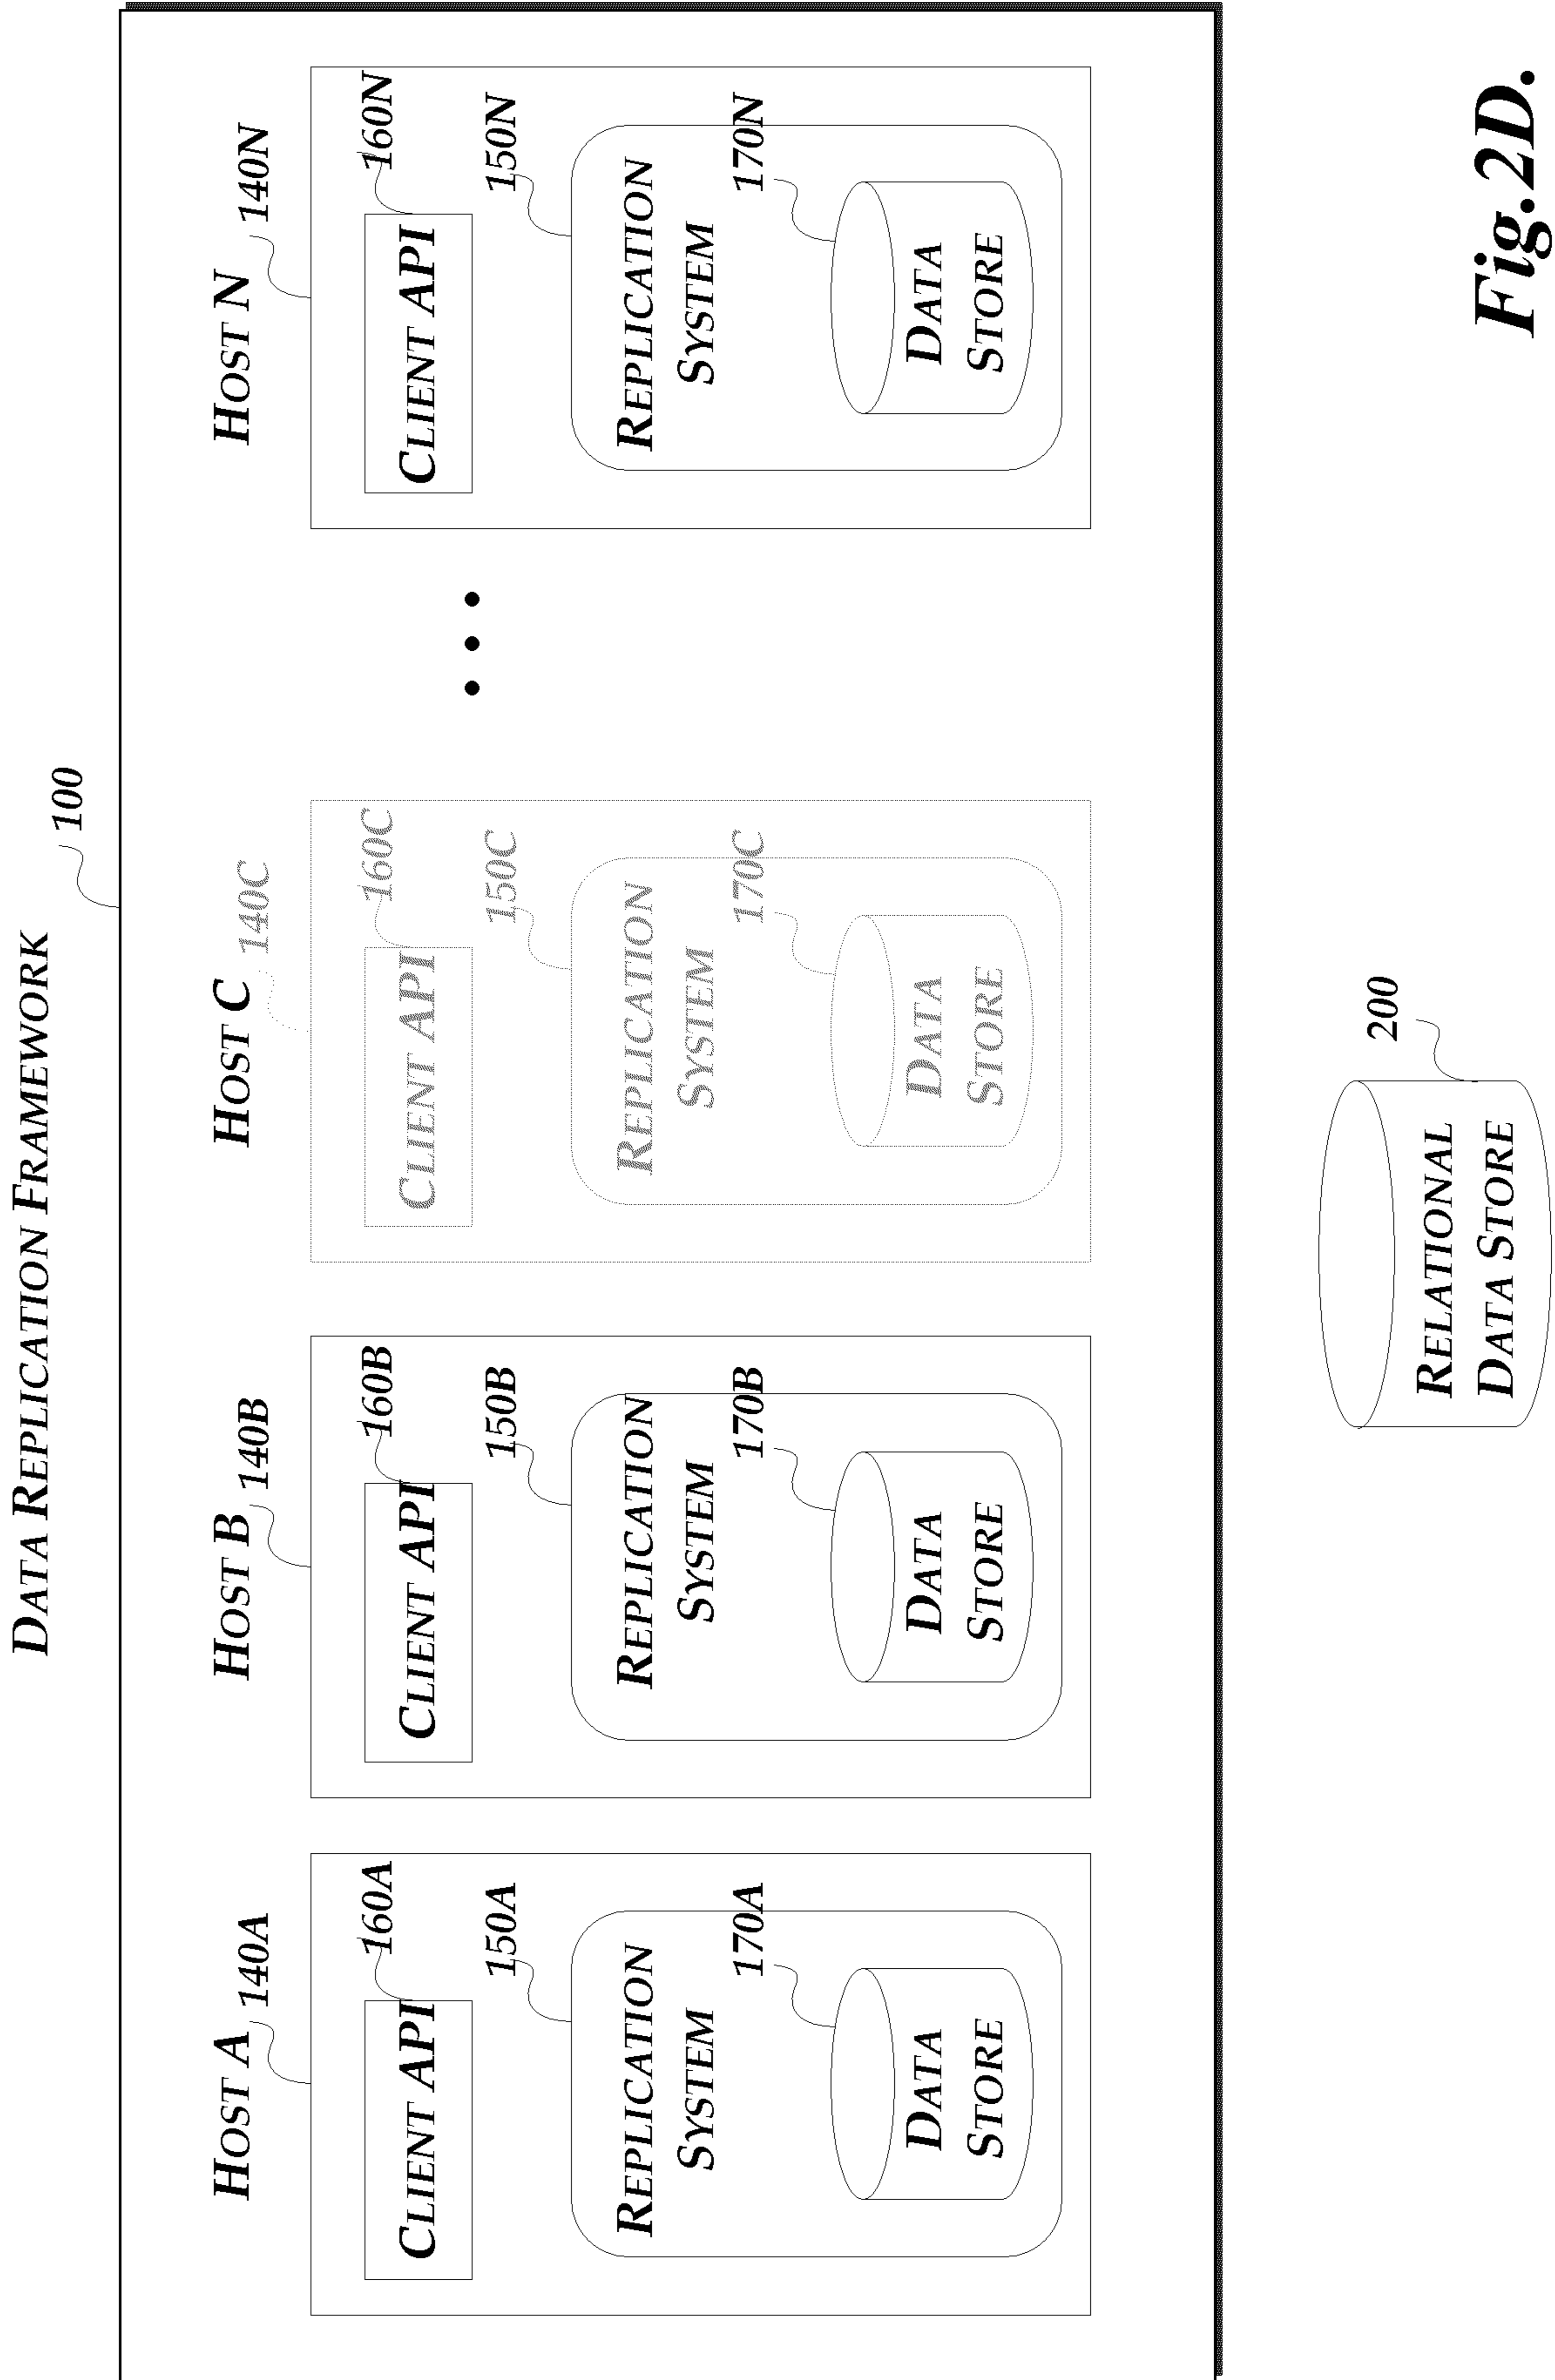 DATA REPLICATION FRAMEWORK
100
HOST A
140A
160A
CLIENT API
150A
REPLICATION
SYSTEM
170A
DATA
STORE
HOST B
140B
160B
CLIENT API
150B
REPLICATION
SYSTEM
170B
DATA
STORE
HOST C
140C
160C
CLIENT API
150C
REPLICATION
SYSTEM
170C
DATA
STORE
HOST N
140N
160N
CLIENT API
150N
REPLICATION
SYSTEM
170N
DATA
STORE
200
RELATIONAL
DATA STORE
Fig.2D.